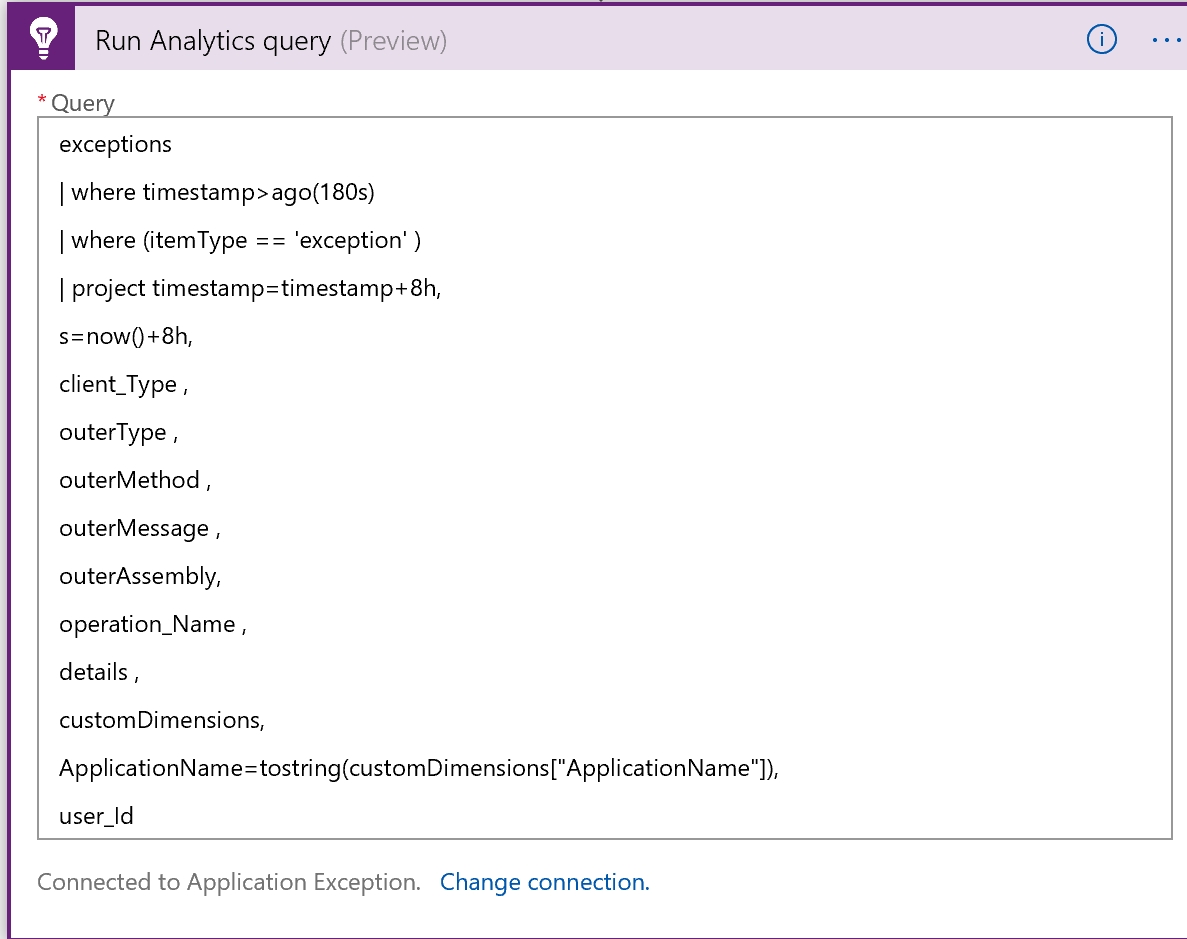 Run Analytics query (Preview)
* Query
exceptions
| where timestamp>ago(180s)
| where (itemType == 'exception' )
| project timestamp=timestamp+8h,
s=now()+8h,
client_Type ,
outerType ,
outerMethod ,
outerMessage ,
outerAssembly,
operation_Name ,
details ,
customDimensions,
ApplicationName=tostring(customDimensions["ApplicationName"]),
user_Id
Connected to Application Exception. Change connection.